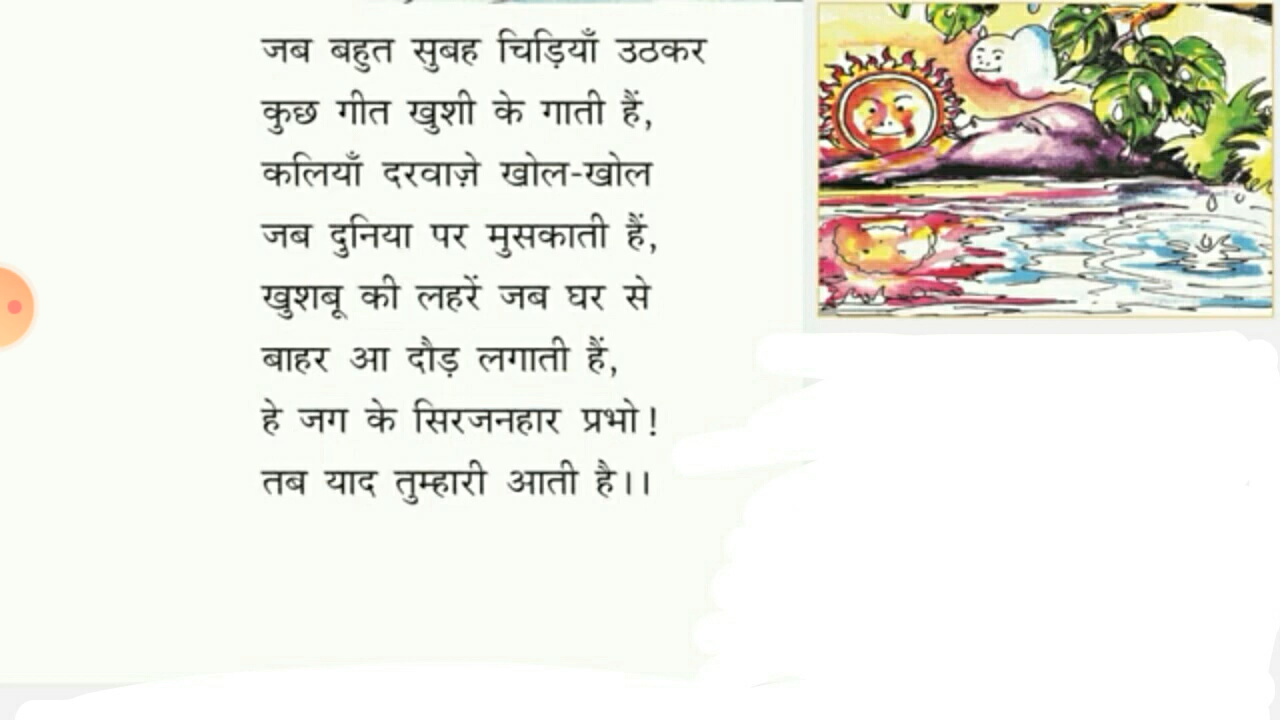 जब बहुत सुबह चिड़ियाँ उठकर
कुछ गीत खुशी के गाती हैं,
कलियाँ दरवाज़े खोल-खोल
जब दुनिया पर मुसकाती हैं,
खुशबू की लहरें जब घर से
बाहर आ दौड़ लगाती हैं,
हे जग के सिरजनहार प्रभो!
तब याद तुम्हारी आती है।।